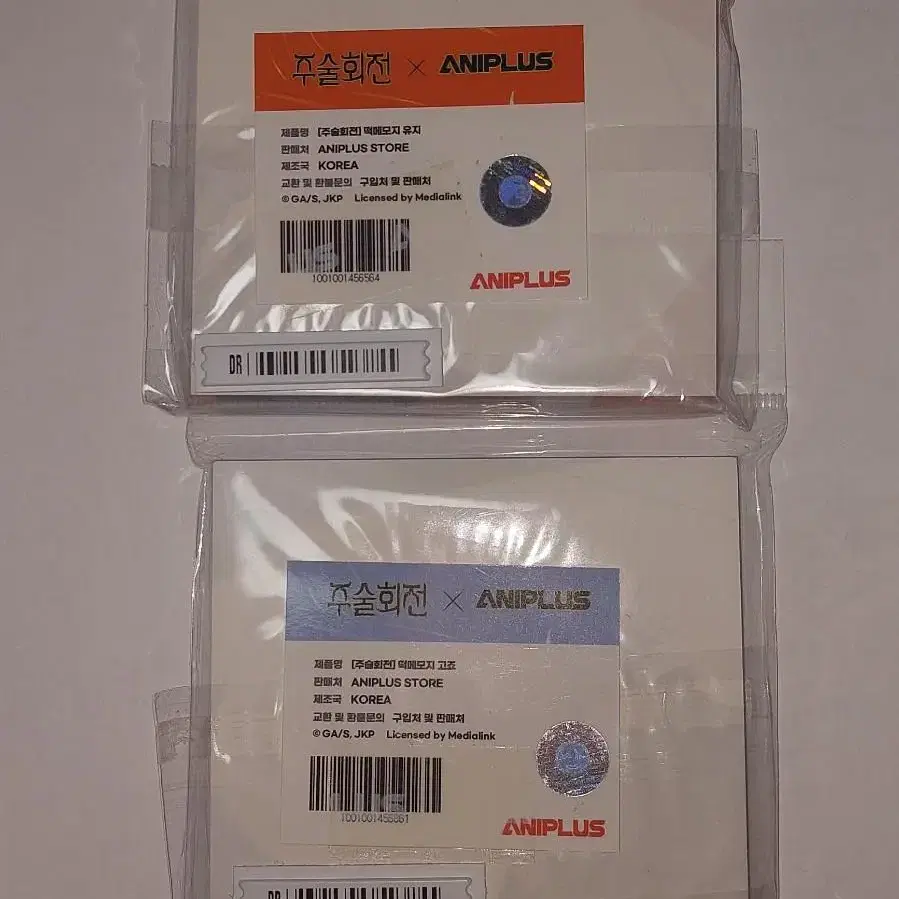 주술회전 × ANIPLUS
제품명 [주술회전] 떡메모지 유지
판매처 ANIPLUS STORE
제조국 KOREA
교환 및 환불문의 구입처 및 판매처
© GA/S, JKP Licensed by Medialink
1001001456564
ANIPLUS
DR
주술회전 × ANIPLUS
제품명 [주술회전] 떡메모지 고죠
판매처 ANIPLUS STORE
제조국 KOREA
교환 및 환불문의 구입처 및 판매처
© GA/S, JKP Licensed by Medialink
ANIPLUS
DR